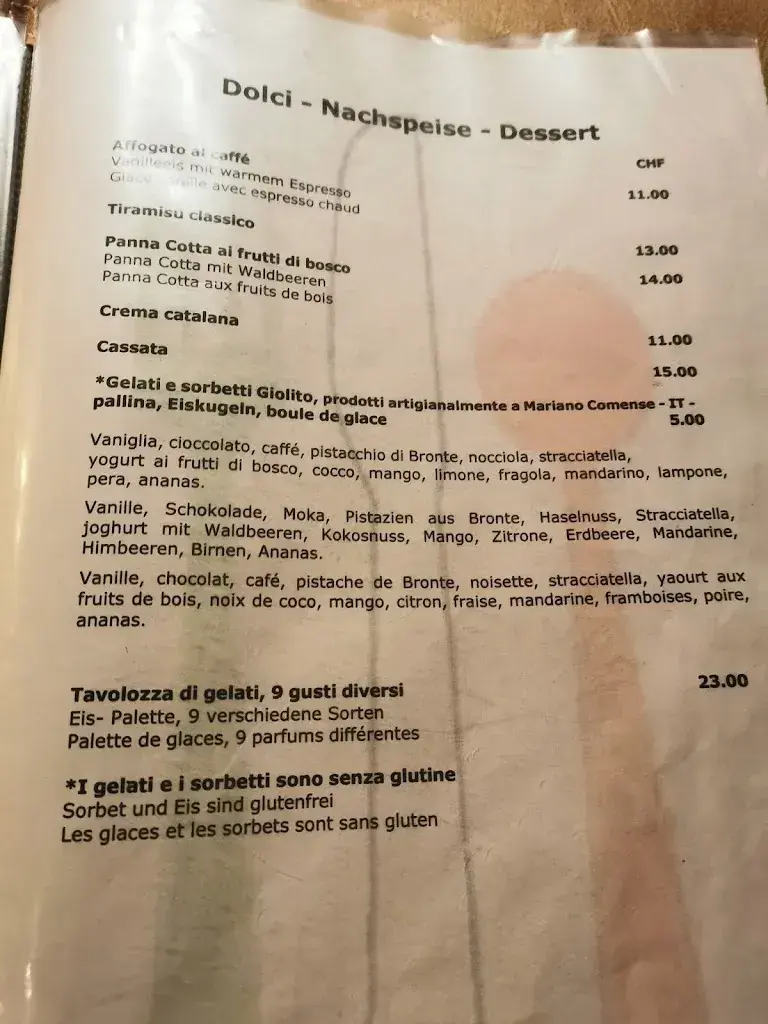 Dolci - Nachspeise - Dessert
CHF
Affogato al caffé
Vanilleeis mit warmem Espresso
avec espresso chaud 11.00
Tiramisu classico 13.00
Panna Cotta ai frutti di bosco 14.00
Panna Cotta mit Waldbeeren
Panna Cotta aux fruits de bois
Crema catalana 11.00
Cassata 15.00
*Gelati e sorbetti Giolito, prodotti artigianalmente a Mariano Comense - IT -
pallina, Eiskugeln, boule de glace 5.00
Vaniglia, cioccolato, caffé, pistacchio di Bronte, nocciola, stracciatella,
yogurt ai frutti di bosco, cocco, mango, limone, fragola, mandarino, lampone,
pera, ananas.
Vanille, Schokolade, Moka, Pistazien aus Bronte, Haselnuss, Stracciatella,
joghurt mit Waldbeeren, Kokosnuss, Mango, Zitrone, Erdbeere, Mandarine,
Himbeeren, Birnen, Ananas.
Vanille, chocolat, café, pistache de Bronte, noisette, stracciatella, yaourt aux
fruits de bois, noix de coco, mango, citron, fraise, mandarine, framboises, poire,
ananas.
Tavolozza di gelati, 9 gusti diversi 23.00
Eis- Palette, 9 verschiedene Sorten
Palette de glaces, 9 parfums différentes
*I gelati e i sorbetti sono senza glutine
Sorbet und Eis sind glutenfrei
Les glaces et les sorbets sont sans gluten